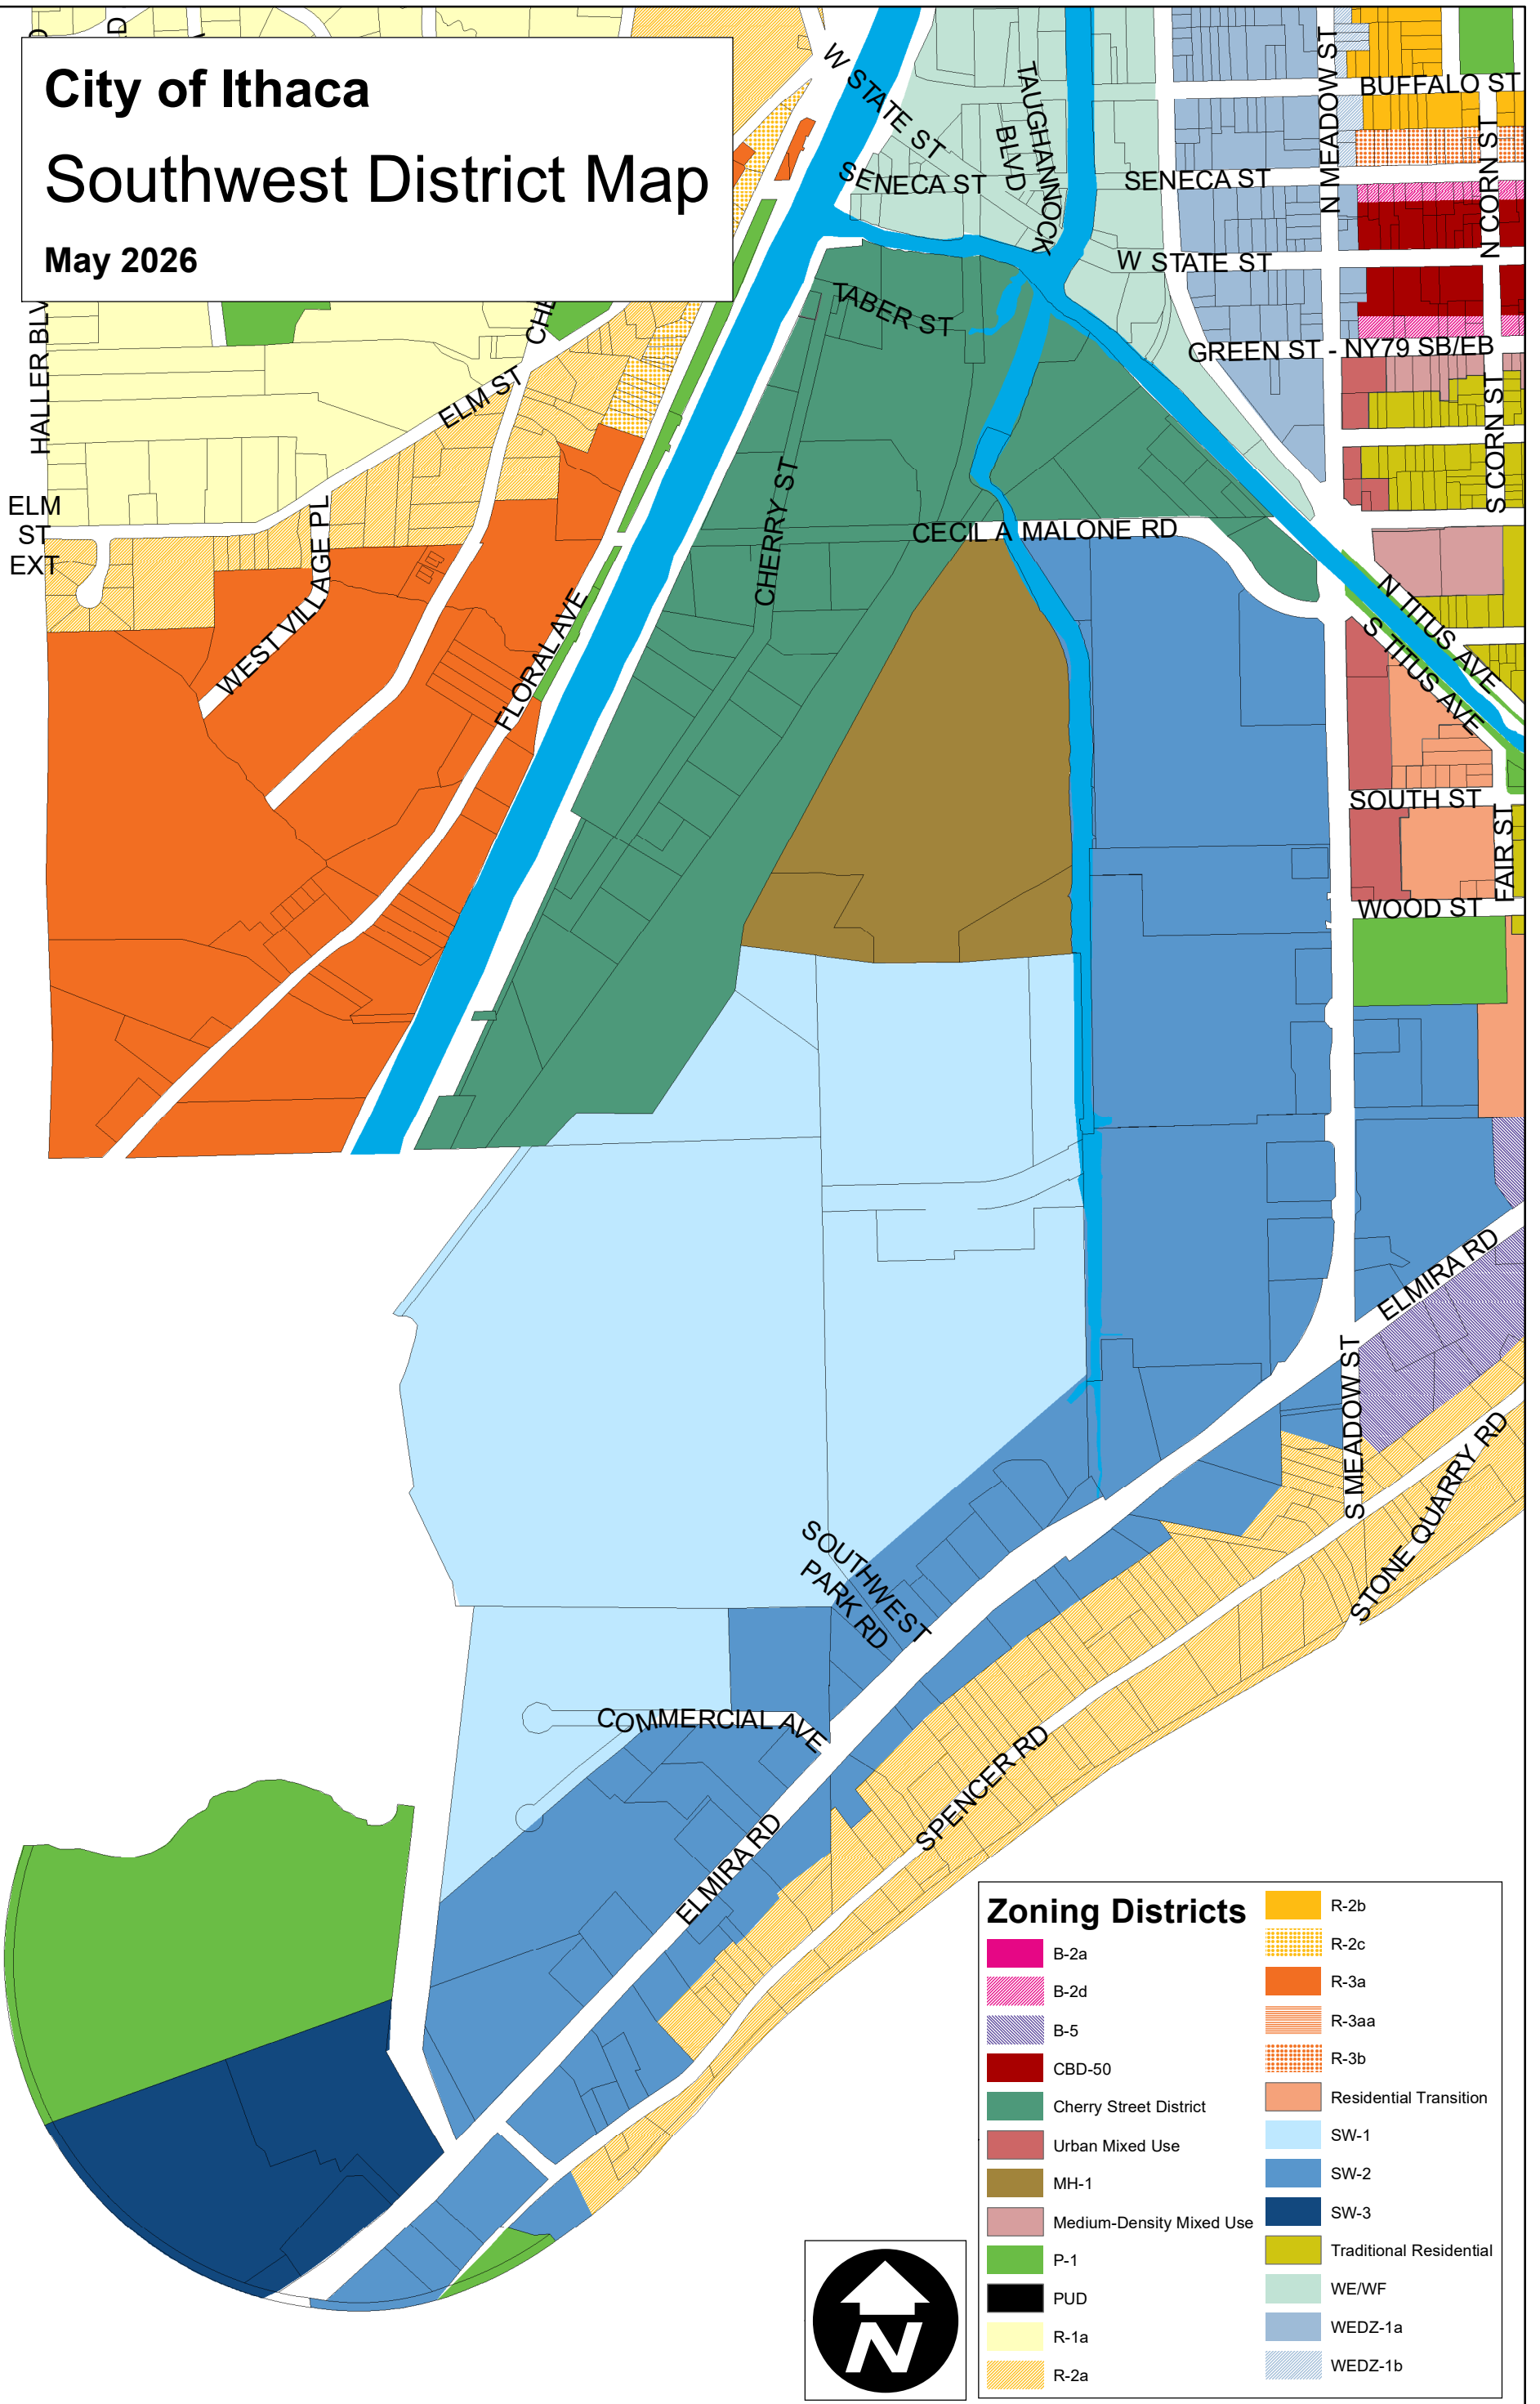 City of Ithaca
Southwest District Map
May 2026
D
W STATE ST
TAUGHANNOCK
BLVD
SENECA ST
SENECA ST
N MEADOW ST
BUFFALO ST
N CORN ST
W STATE ST
TABER ST
GREEN ST - NY79 SB/EB
HALLER BLV
CHE
ELM ST
S CORN ST
ELM
ST
EXT
WEST VILLAGE PL
CHERRY ST
CECIL A MALONE RD
FLORAL AVE
N TITUS AVE
S TITUS AVE
SOUTH ST
FAIR ST
WOOD ST
ELMIRA RD
S MEADOW ST
STONE QUARRY RD
SOUTHWEST
PARK RD
COMMERCIAL AVE
SPENCER RD
ELMIRA RD
Zoning Districts
B-2a
B-2d
B-5
CBD-50
Cherry Street District
Urban Mixed Use
MH-1
Medium-Density Mixed Use
P-1
PUD
R-1a
R-2a
R-2b
R-2c
R-3a
R-3aa
R-3b
Residential Transition
SW-1
SW-2
SW-3
Traditional Residential
WE/WF
WEDZ-1a
WEDZ-1b
N